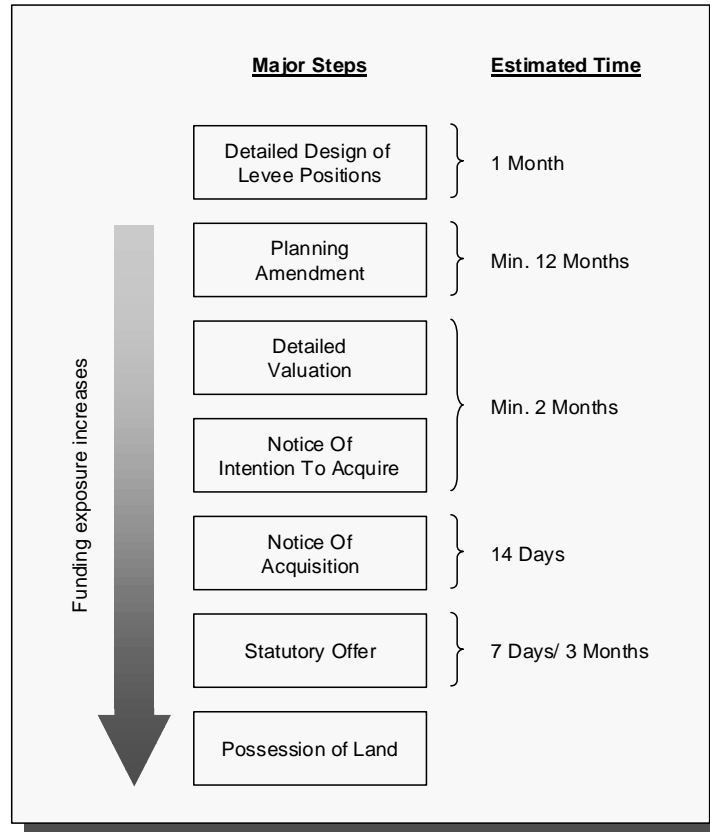 Major Steps
Estimated Time
Detailed Design of
Levee Positions
1 Month
Planning
Amendment
Min. 12 Months
Detailed
Valuation
Min. 2 Months
Notice Of
Intention To Acquire
Notice Of
Acquisition
14 Days
Statutory Offer
7 Days/ 3 Months
Possession of Land
Funding exposure increases